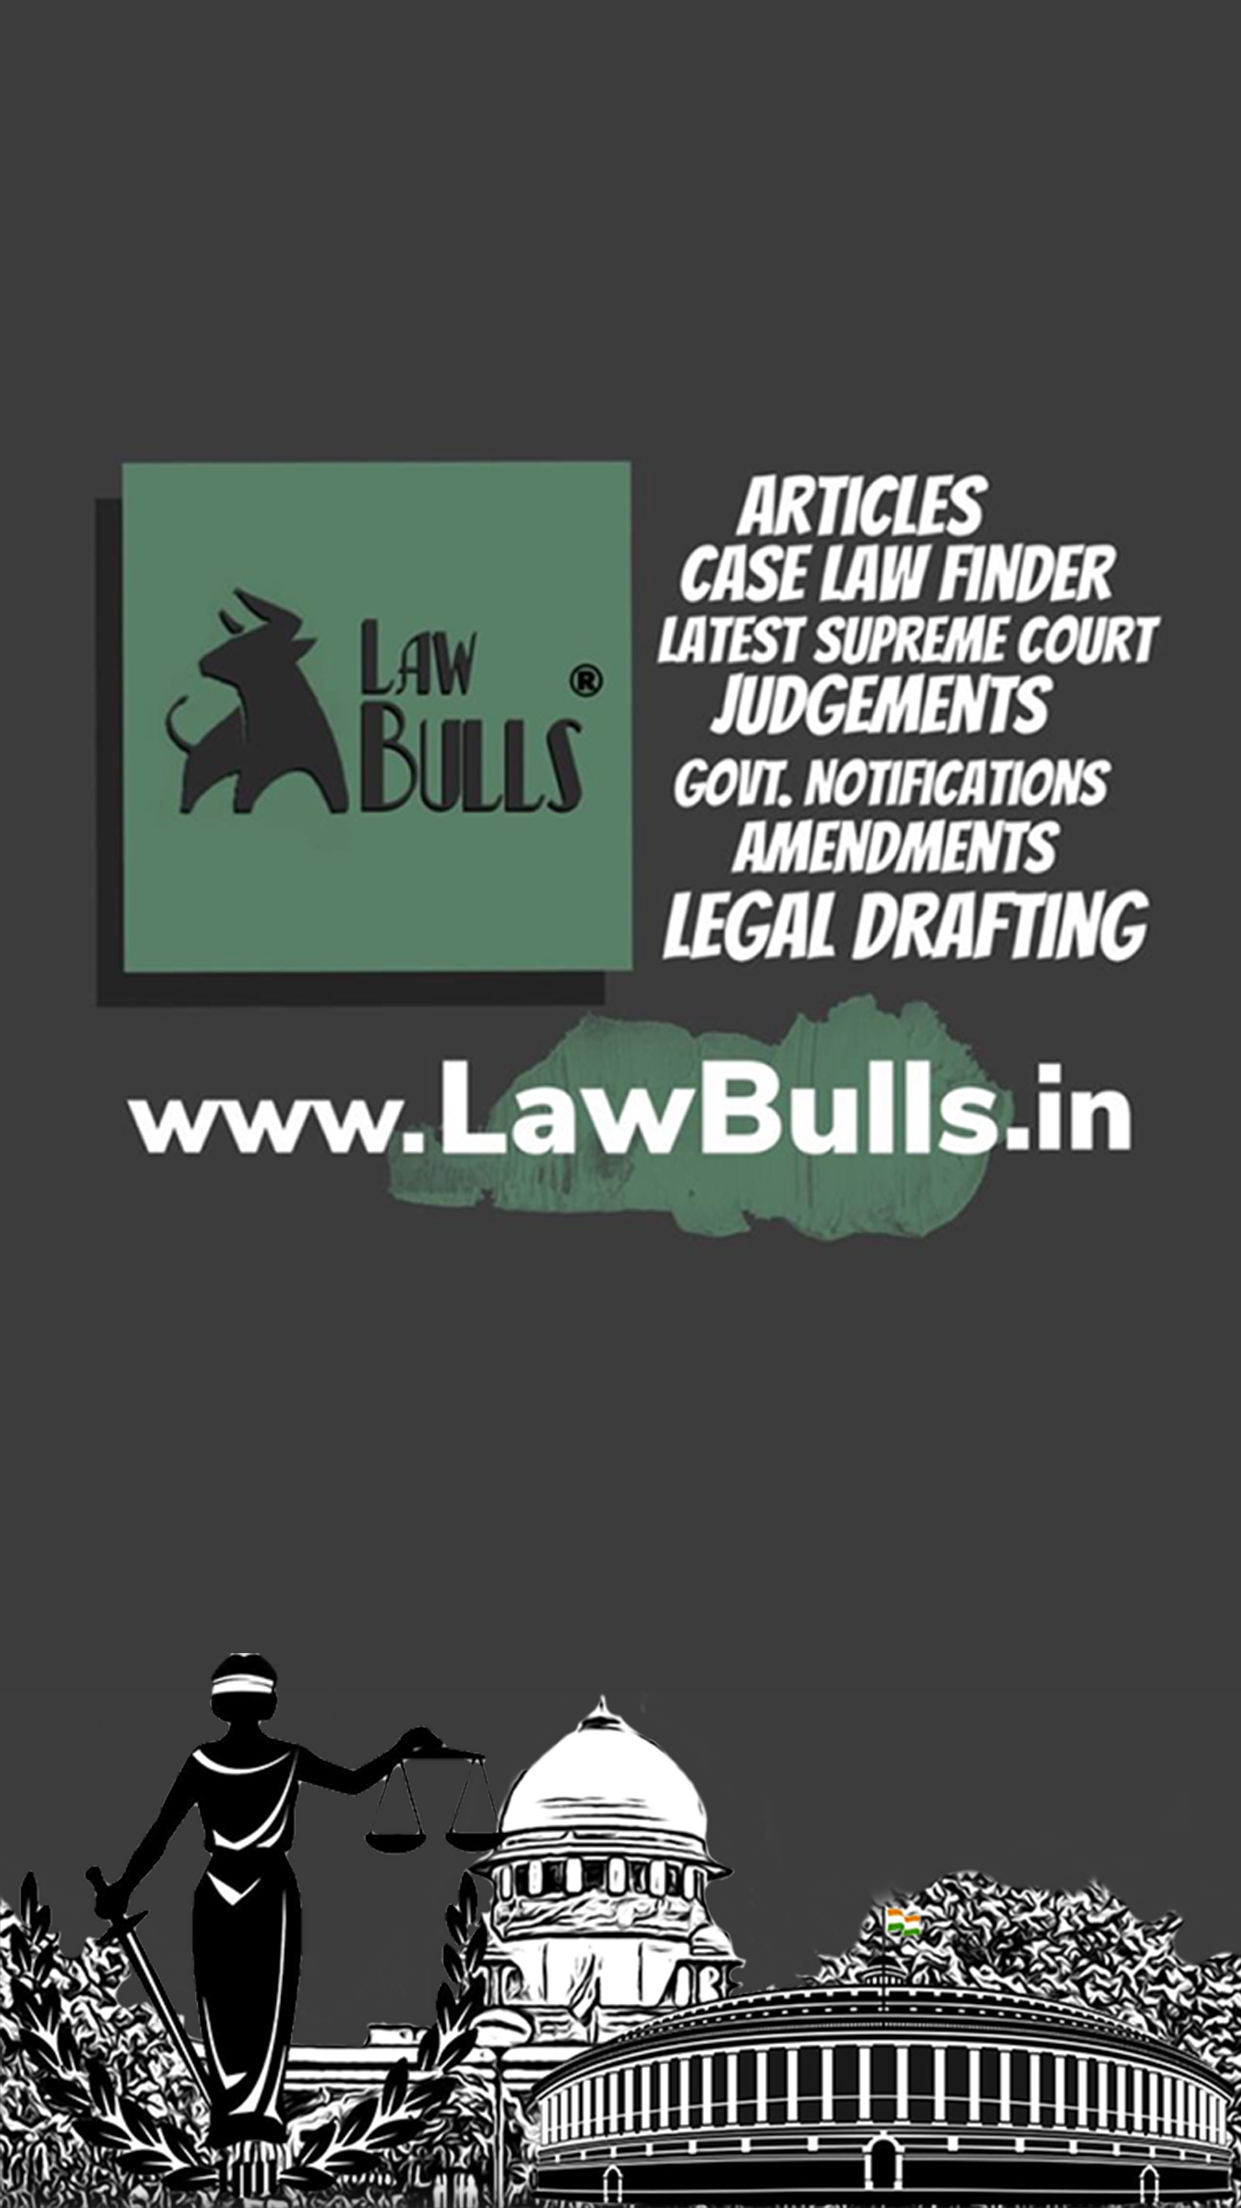 LAW
BULLS
®
ARTICLES
CASE LAW FINDER
LATEST SUPREME COURT
JUDGEMENTS
GOVT. NOTIFICATIONS
AMENDMENTS
LEGAL DRAFTING
www.LawBulls.in